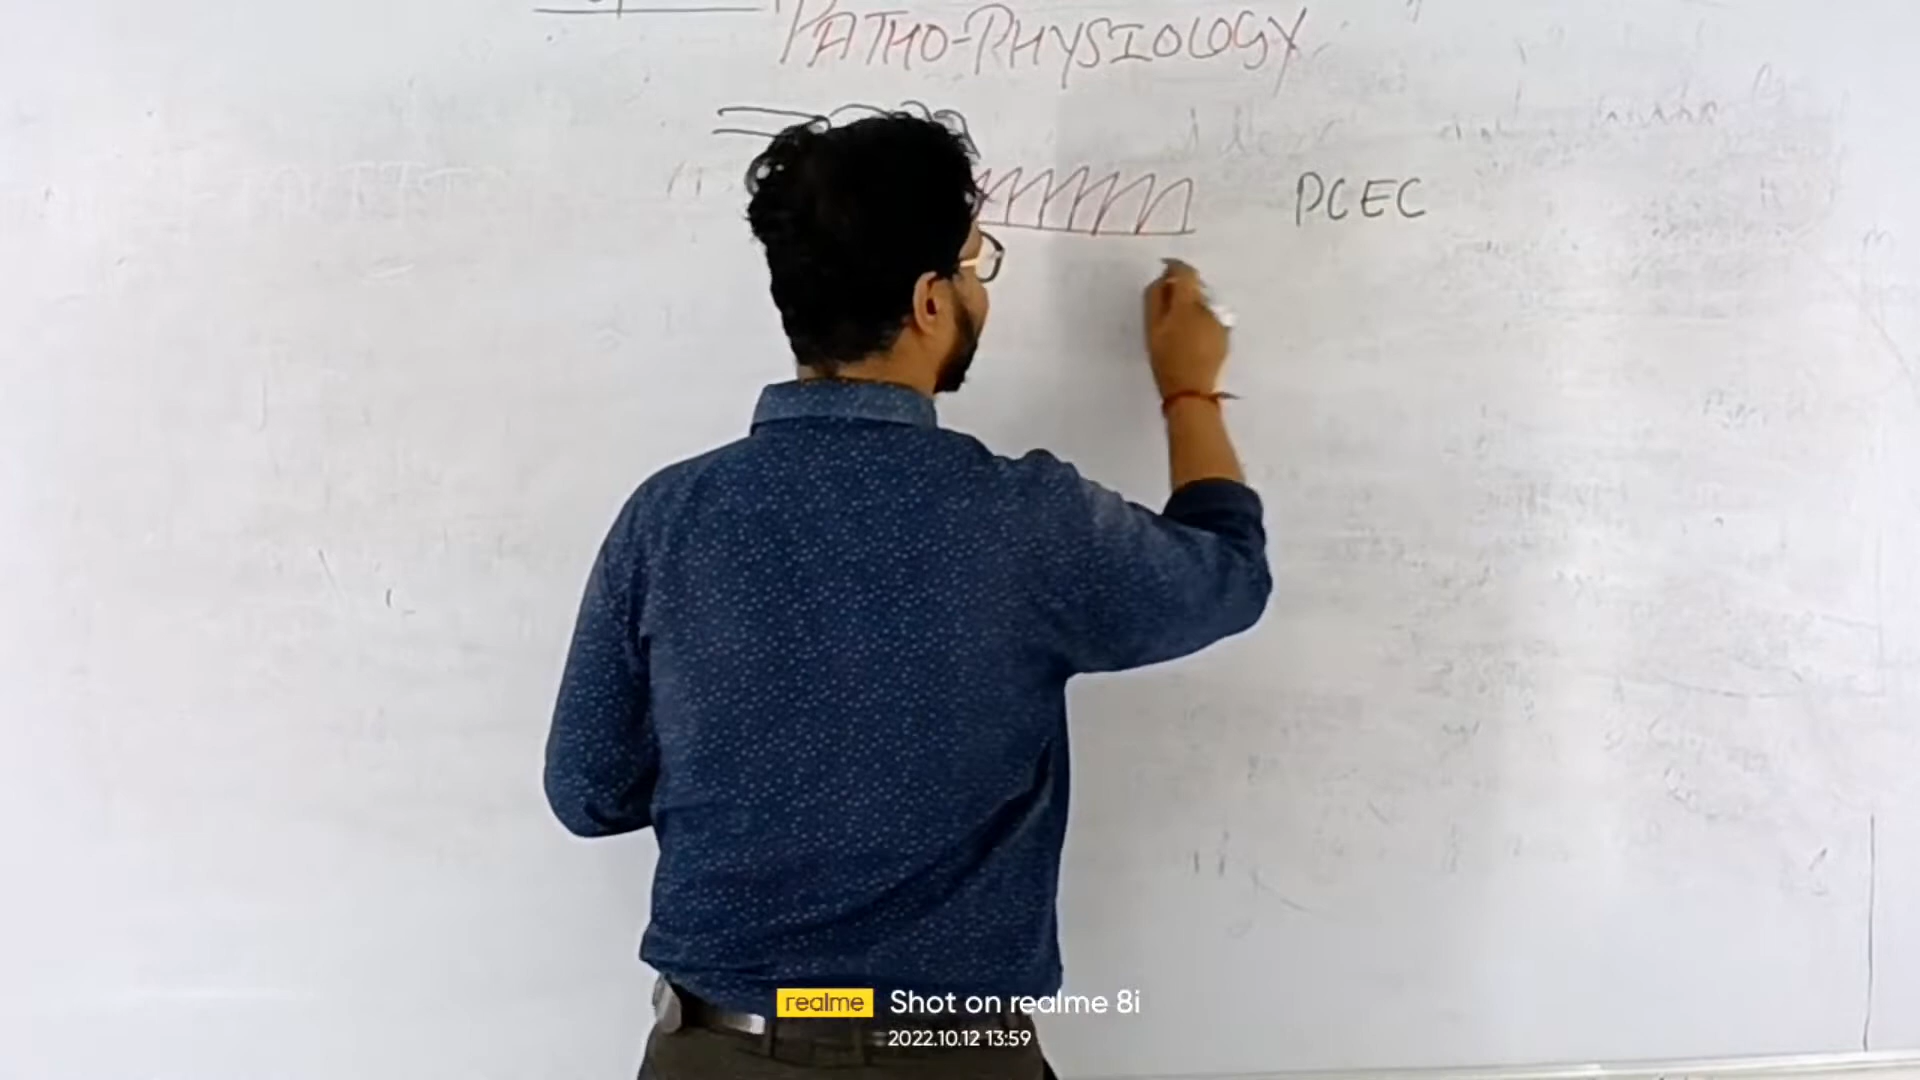 PATHO-PHYSIOLOGY
PCEC
realme Shot on realme 8i
2022.10.12 13:59